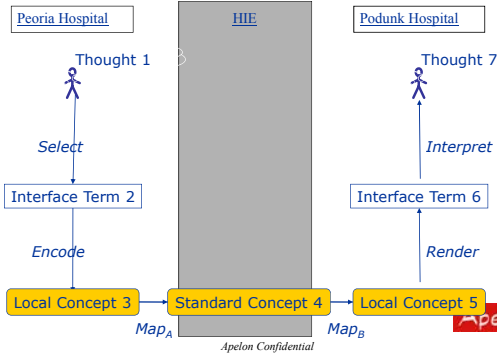 Peoria Hospital
HIE
Podunk Hospital
Thought 1
Thought 7
Select
Interpret
Interface Term 2
Interface Term 6
Encode
Render
Local Concept 3
Standard Concept 4
Local Concept 5
MapA
MapB
Apelon Confidential